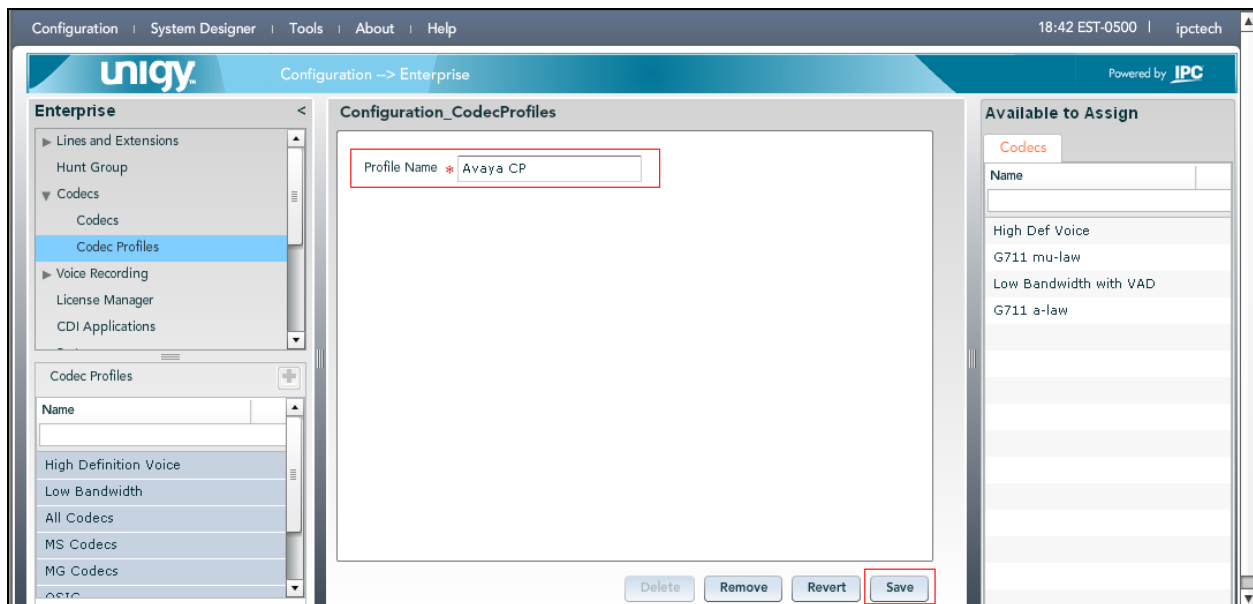 Configuration | System Designer | Tools | About | Help 18:42 EST-0500 | ipctech
unigy. Configuration --> Enterprise Powered by IPC
Enterprise <
Lines and Extensions
Hunt Group
Codecs
Codecs
Codec Profiles
Voice Recording
License Manager
CDI Applications
Codec Profiles
Name
High Definition Voice
Low Bandwidth
All Codecs
MS Codecs
MG Codecs
Configuration_CodecProfiles
Profile Name * Avaya CP
Delete Remove Revert Save
Available to Assign
Codecs
Name
High Def Voice
G711 mu-law
Low Bandwidth with VAD
G711 a-law